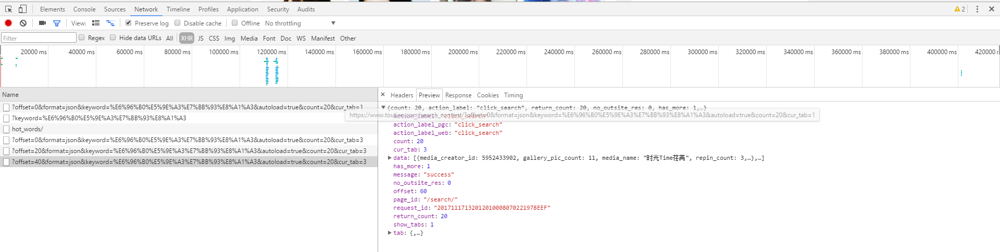 Elements Console Sources Network Timeline Profiles Application Security Audits 2
View: Preserve log Disable cache Offline No throttling
Filter Regex Hide data URLs All XHR JS CSS Img Media Font Doc WS Manifest Other
20000 ms 40000 ms 60000 ms 80000 ms 100000 ms 120000 ms 140000 ms 160000 ms 180000 ms 200000 ms 220000 ms 240000 ms 260000 ms 280000 ms 300000 ms 320000 ms 340000 ms 360000 ms 380000 ms 400000 ms 420000
Name
?offset=0&format=json&keyword=%E6%96%B0%E5%9E%A3%E7%BB%93%E8%A1%A3&autoload=true&count=20&cur_tab=1
?keyword=%E6%96%B0%E5%9E%A3%E7%BB%93%E8%A1%A3
hot_words/
?offset=0&format=json&keyword=%E6%96%B0%E5%9E%A3%E7%BB%93%E8%A1%A3&autoload=true&count=20&cur_tab=3
?offset=20&format=json&keyword=%E6%96%B0%E5%9E%A3%E7%BB%93%E8%A1%A3&autoload=true&count=20&cur_tab=3
?offset=40&format=json&keyword=%E6%96%B0%E5%9E%A3%E7%BB%93%E8%A1%A3&autoload=true&count=20&cur_tab=3
Headers Preview Response Cookies Timing
{count: 20, action_label: "click_search", return_count: 20, no_outsite_res: 0, has_more: 1,…}
https://www.toutiao.com/search_content/?offset=0&format=json&keyword=%E6%96%B0%E5%9E%A3%E7%BB%93%E8%A1%A3&autoload=true&count=20&cur_tab=1
action_label: "click_search"
action_label_pgc: "click_search"
action_label_web: "click_search"
count: 20
cur_tab: 3
data: [{media_creator_id: 5952433902, gallery_pic_count: 11, media_name: "时光Time荏苒", repin_count: 3,…},…]
has_more: 1
message: "success"
no_outsite_res: 0
offset: 60
page_id: "/search/"
request_id: "20171117132012010008070221978EEF"
return_count: 20
show_tabs: 1
tab: {,…}